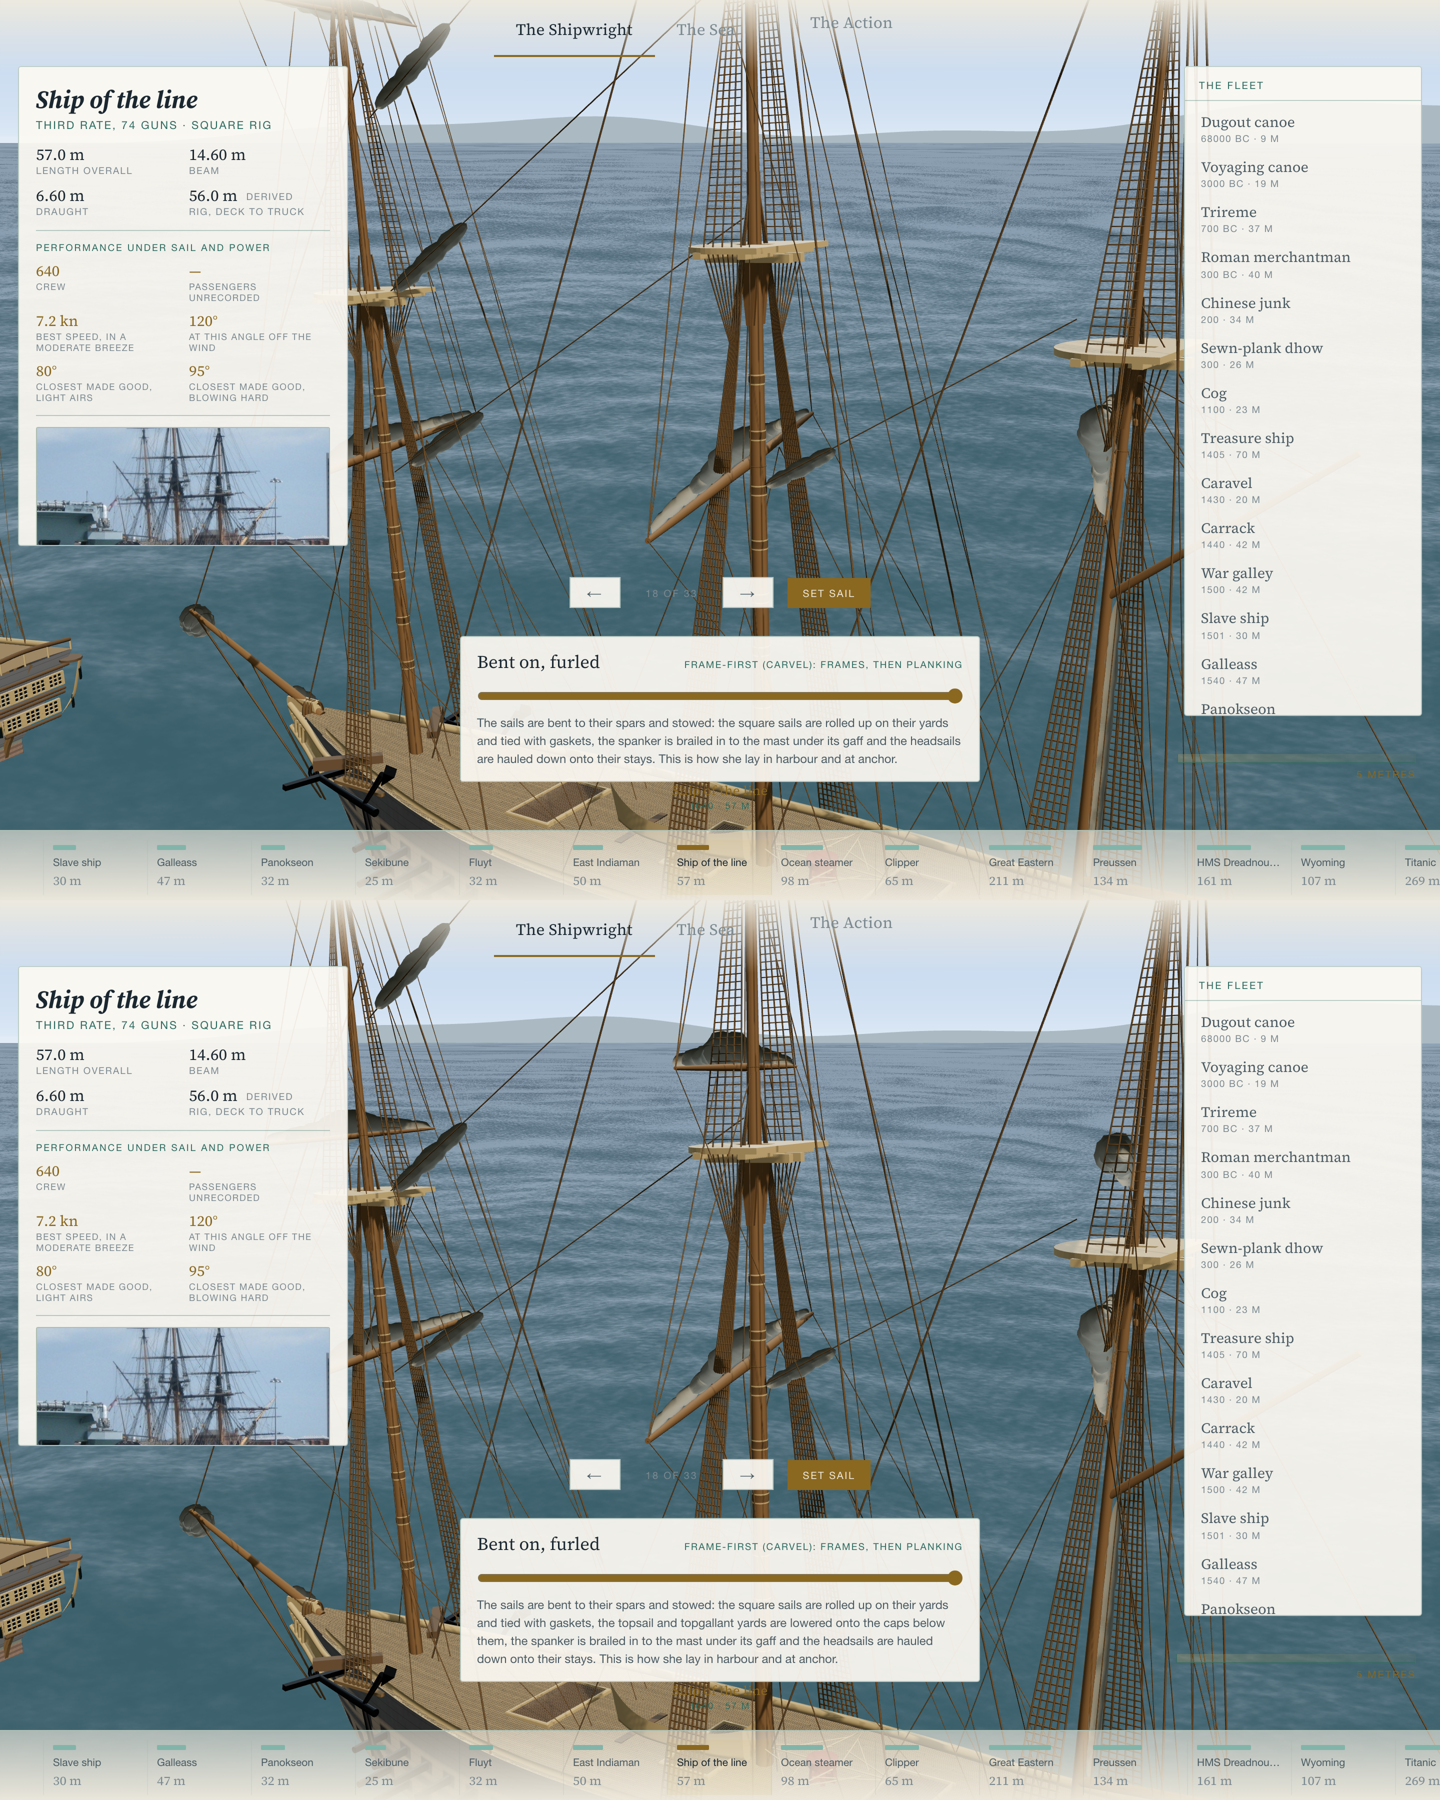 The Shipwright
The Sea
The Action
Ship of the line
THIRD RATE, 74 GUNS · SQUARE RIG
57.0 m
LENGTH OVERALL
14.60 m
BEAM
6.60 m
DRAUGHT
56.0 m DERIVED
RIG, DECK TO TRUCK
PERFORMANCE UNDER SAIL AND POWER
640
CREW
—
PASSENGERS
UNRECORDED
7.2 kn
BEST SPEED, IN A
MODERATE BREEZE
120°
AT THIS ANGLE OFF THE
WIND
80°
CLOSEST MADE GOOD,
LIGHT AIRS
95°
CLOSEST MADE GOOD,
BLOWING HARD
THE FLEET
Dugout canoe
68000 BC · 9 M
Voyaging canoe
3000 BC · 19 M
Trireme
700 BC · 37 M
Roman merchantman
300 BC · 40 M
Chinese junk
200 · 34 M
Sewn-plank dhow
300 · 26 M
Cog
1100 · 23 M
Treasure ship
1405 · 70 M
Caravel
1430 · 20 M
Carrack
1440 · 42 M
War galley
1500 · 42 M
Slave ship
1501 · 30 M
Galleass
1540 · 47 M
Panokseon
←
18 OF 33
→
SET SAIL
Bent on, furled
FRAME-FIRST (CARVEL): FRAMES, THEN PLANKING
The sails are bent to their spars and stowed: the square sails are rolled up on their yards
and tied with gaskets, the spanker is brailed in to the mast under its gaff and the headsails
are hauled down onto their stays. This is how she lay in harbour and at anchor.
57 M
METRES
Slave ship
30 m
Galleass
47 m
Panokseon
32 m
Sekibune
25 m
Fluyt
32 m
East Indiaman
50 m
Ship of the line
57 m
Ocean steamer
98 m
Clipper
65 m
Great Eastern
211 m
Preussen
134 m
HMS Dreadnou…
161 m
Wyoming
107 m
Titanic
269 m
The Shipwright
The Sea
The Action
Ship of the line
THIRD RATE, 74 GUNS · SQUARE RIG
57.0 m
LENGTH OVERALL
14.60 m
BEAM
6.60 m
DRAUGHT
56.0 m DERIVED
RIG, DECK TO TRUCK
PERFORMANCE UNDER SAIL AND POWER
640
CREW
—
PASSENGERS
UNRECORDED
7.2 kn
BEST SPEED, IN A
MODERATE BREEZE
120°
AT THIS ANGLE OFF THE
WIND
80°
CLOSEST MADE GOOD,
LIGHT AIRS
95°
CLOSEST MADE GOOD,
BLOWING HARD
THE FLEET
Dugout canoe
68000 BC · 9 M
Voyaging canoe
3000 BC · 19 M
Trireme
700 BC · 37 M
Roman merchantman
300 BC · 40 M
Chinese junk
200 · 34 M
Sewn-plank dhow
300 · 26 M
Cog
1100 · 23 M
Treasure ship
1405 · 70 M
Caravel
1430 · 20 M
Carrack
1440 · 42 M
War galley
1500 · 42 M
Slave ship
1501 · 30 M
Galleass
1540 · 47 M
Panokseon
←
18 OF 33
→
SET SAIL
Bent on, furled
FRAME-FIRST (CARVEL): FRAMES, THEN PLANKING
The sails are bent to their spars and stowed: the square sails are rolled up on their yards
and tied with gaskets, the topsail and topgallant yards are lowered onto the caps below
them, the spanker is brailed in to the mast under its gaff and the headsails are hauled
down onto their stays. This is how she lay in harbour and at anchor.
57 M
METRES
Slave ship
30 m
Galleass
47 m
Panokseon
32 m
Sekibune
25 m
Fluyt
32 m
East Indiaman
50 m
Ship of the line
57 m
Ocean steamer
98 m
Clipper
65 m
Great Eastern
211 m
Preussen
134 m
HMS Dreadnou…
161 m
Wyoming
107 m
Titanic
269 m